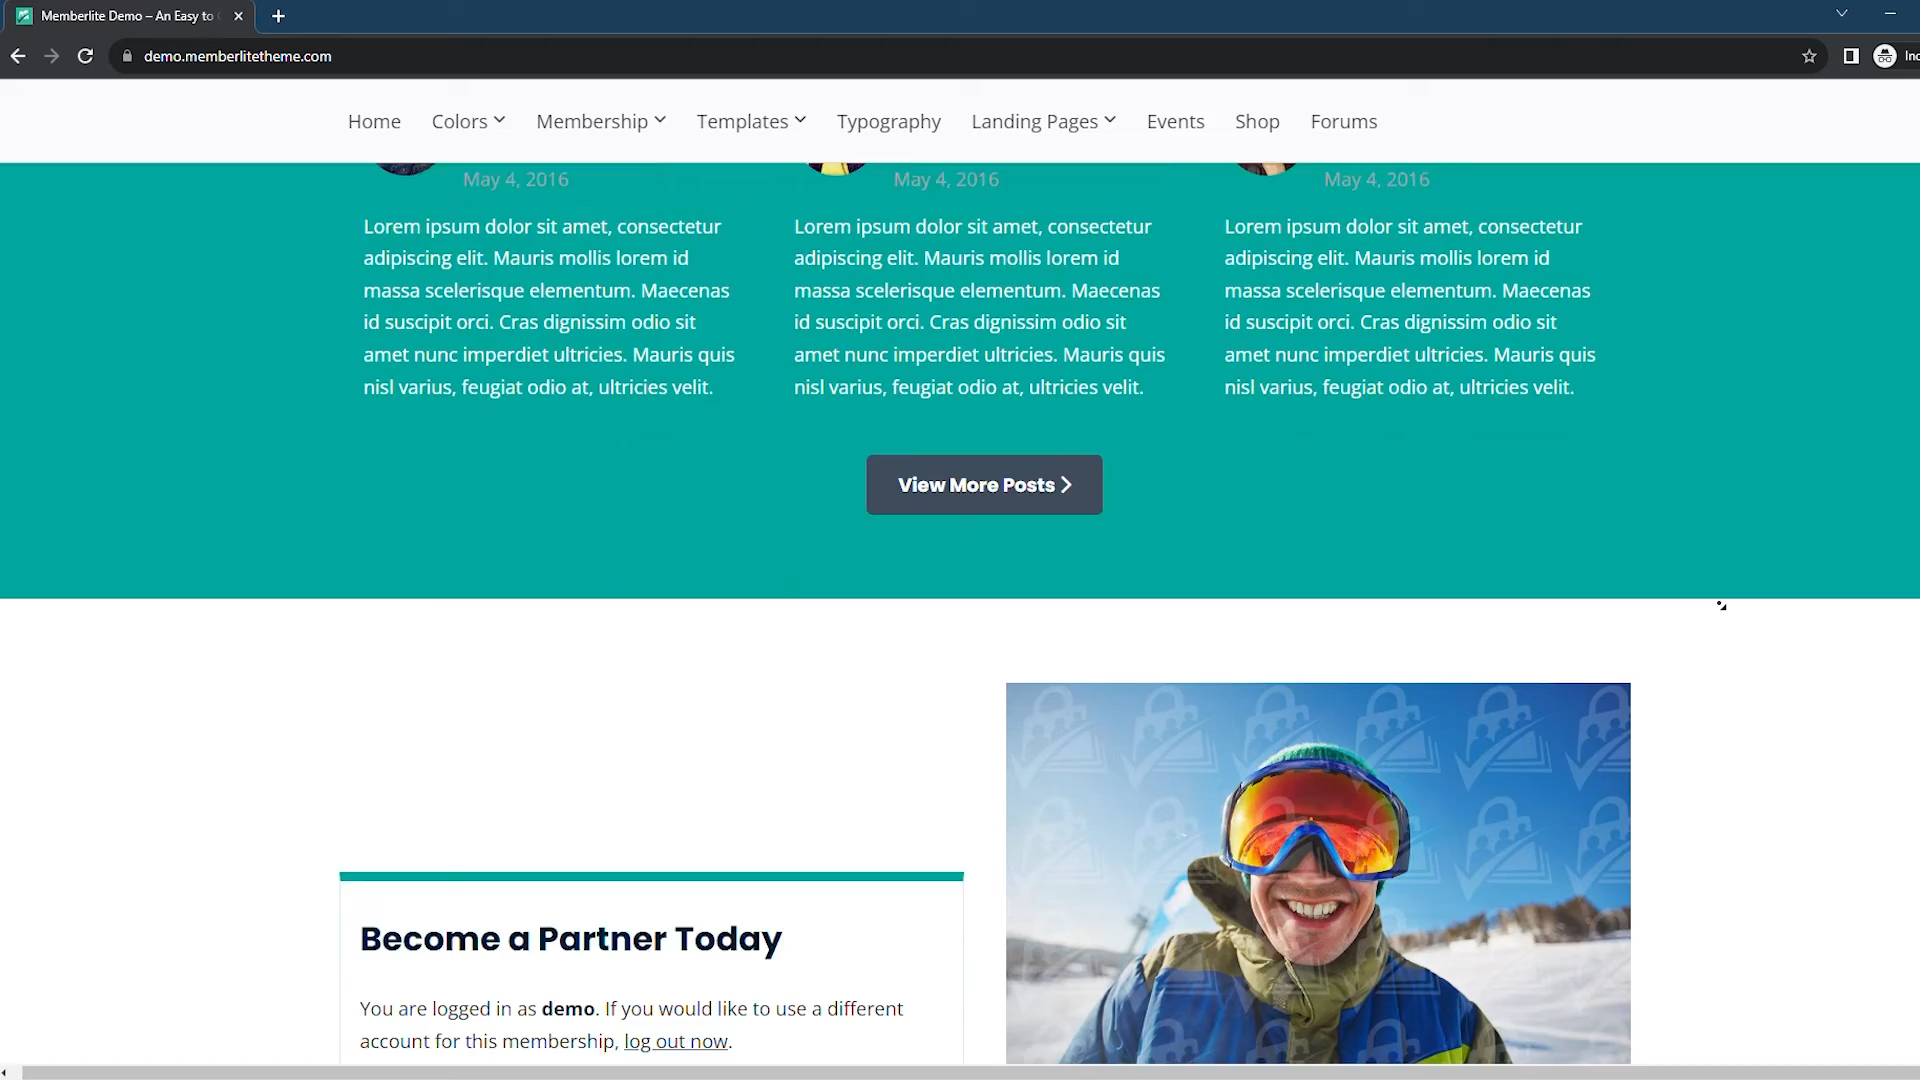 Memberlite Demo – An Easy to
demo.memberlitetheme.com
Home Colors Membership Templates Typography Landing Pages Events Shop Forums
May 4, 2016
May 4, 2016
May 4, 2016
Lorem ipsum dolor sit amet, consectetur
adipiscing elit. Mauris mollis lorem id
massa scelerisque elementum. Maecenas
id suscipit orci. Cras dignissim odio sit
amet nunc imperdiet ultricies. Mauris quis
nisl varius, feugiat odio at, ultricies velit.
Lorem ipsum dolor sit amet, consectetur
adipiscing elit. Mauris mollis lorem id
massa scelerisque elementum. Maecenas
id suscipit orci. Cras dignissim odio sit
amet nunc imperdiet ultricies. Mauris quis
nisl varius, feugiat odio at, ultricies velit.
Lorem ipsum dolor sit amet, consectetur
adipiscing elit. Mauris mollis lorem id
massa scelerisque elementum. Maecenas
id suscipit orci. Cras dignissim odio sit
amet nunc imperdiet ultricies. Mauris quis
nisl varius, feugiat odio at, ultricies velit.
View More Posts
Become a Partner Today
You are logged in as demo. If you would like to use a different
account for this membership, log out now.